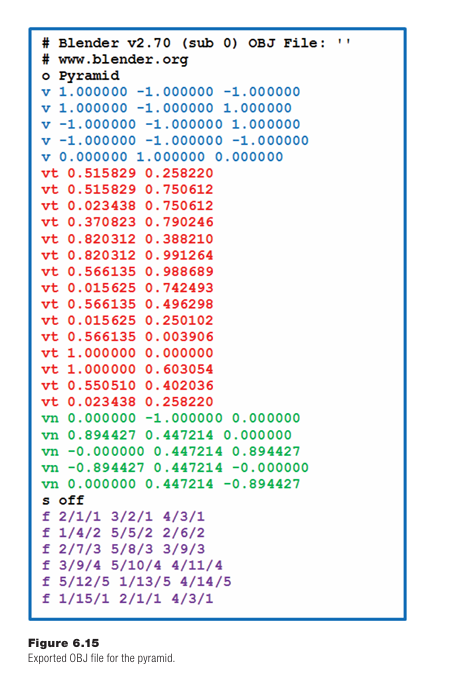 # Blender v2.70 (sub 0) OBJ File: ''
# www.blender.org
o Pyramid
v 1.000000 -1.000000 -1.000000
v 1.000000 -1.000000 1.000000
v -1.000000 -1.000000 1.000000
v -1.000000 -1.000000 -1.000000
v 0.000000 1.000000 0.000000
vt 0.515829 0.258220
vt 0.515829 0.750612
vt 0.023438 0.750612
vt 0.370823 0.790246
vt 0.820312 0.388210
vt 0.820312 0.991264
vt 0.566135 0.988689
vt 0.015625 0.742493
vt 0.566135 0.496298
vt 0.015625 0.250102
vt 0.566135 0.003906
vt 1.000000 0.000000
vt 1.000000 0.603054
vt 0.550510 0.402036
vt 0.023438 0.258220
vn 0.000000 -1.000000 0.000000
vn 0.894427 0.447214 0.000000
vn -0.000000 0.447214 0.894427
vn -0.894427 0.447214 -0.000000
vn 0.000000 0.447214 -0.894427
s off
f 2/1/1 3/2/1 4/3/1
f 1/4/2 5/5/2 2/6/2
f 2/7/3 5/8/3 3/9/3
f 3/9/4 5/10/4 4/11/4
f 5/12/5 1/13/5 4/14/5
f 1/15/1 2/1/1 4/3/1
Figure 6.15
Exported OBJ file for the pyramid.